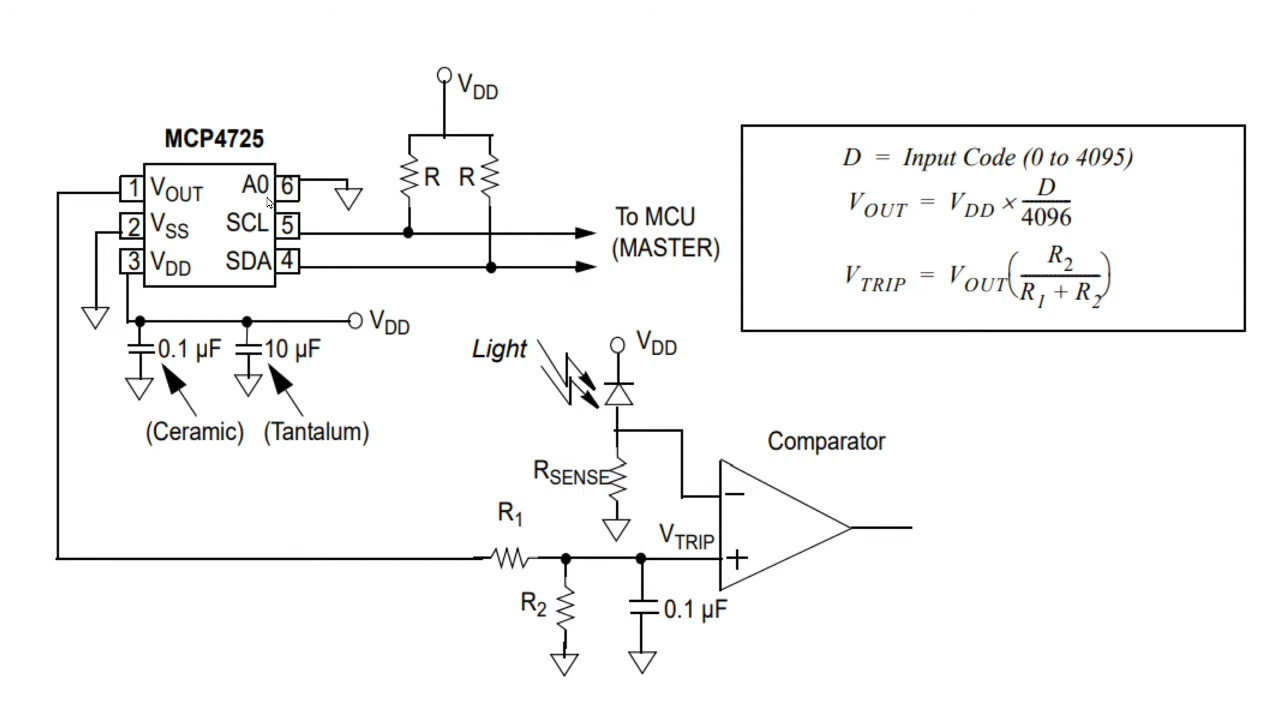 V_DD
MCP4725
1 V_OUT A0 6
R R
2 V_SS SCL 5
3 V_DD SDA 4
To MCU
(MASTER)
D = Input Code (0 to 4095)
V_OUT = V_DD × D/4096
V_TRIP = V_OUT(R_2/(R_1 + R_2))
V_DD
0.1 µF 10 µF
(Ceramic) (Tantalum)
Light
V_DD
Comparator
R_SENSE
−
R_1
V_TRIP
+
R_2
0.1 µF